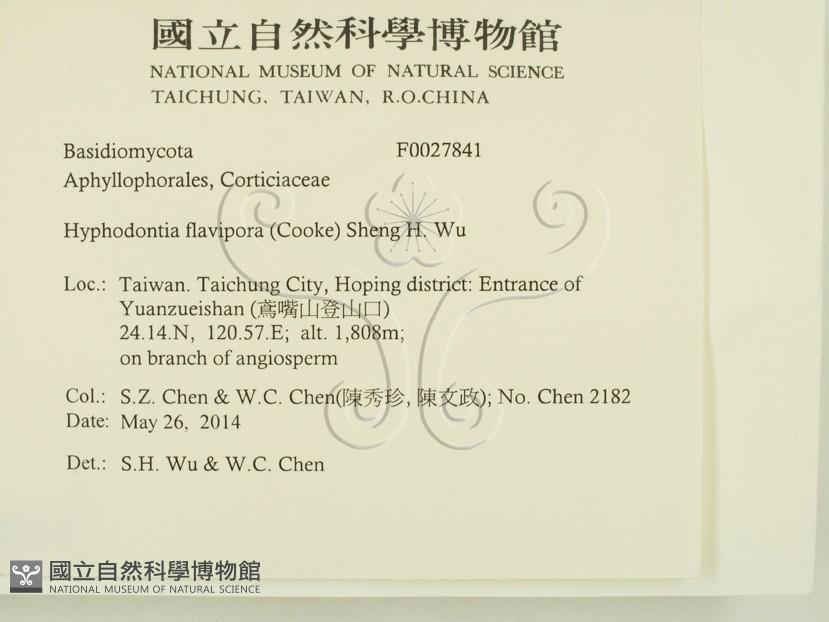 國立自然科學博物館
NATIONAL MUSEUM OF NATURAL SCIENCE
TAICHUNG, TAIWAN, R.O.CHINA
Basidiomycota F0027841
Aphyllophorales, Corticiaceae
Hyphodontia flavipora (Cooke) Sheng H. Wu
Loc.: Taiwan. Taichung City, Hoping district: Entrance of
Yuanzueishan (鳶嘴山登山口)
24.14.N, 120.57.E; alt. 1,808m;
on branch of angiosperm
Col.: S.Z. Chen & W.C. Chen(陳秀珍, 陳文政); No. Chen 2182
Date: May 26, 2014
Det.: S.H. Wu & W.C. Chen
國立自然科學博物館
NATIONAL MUSEUM OF NATURAL SCIENCE